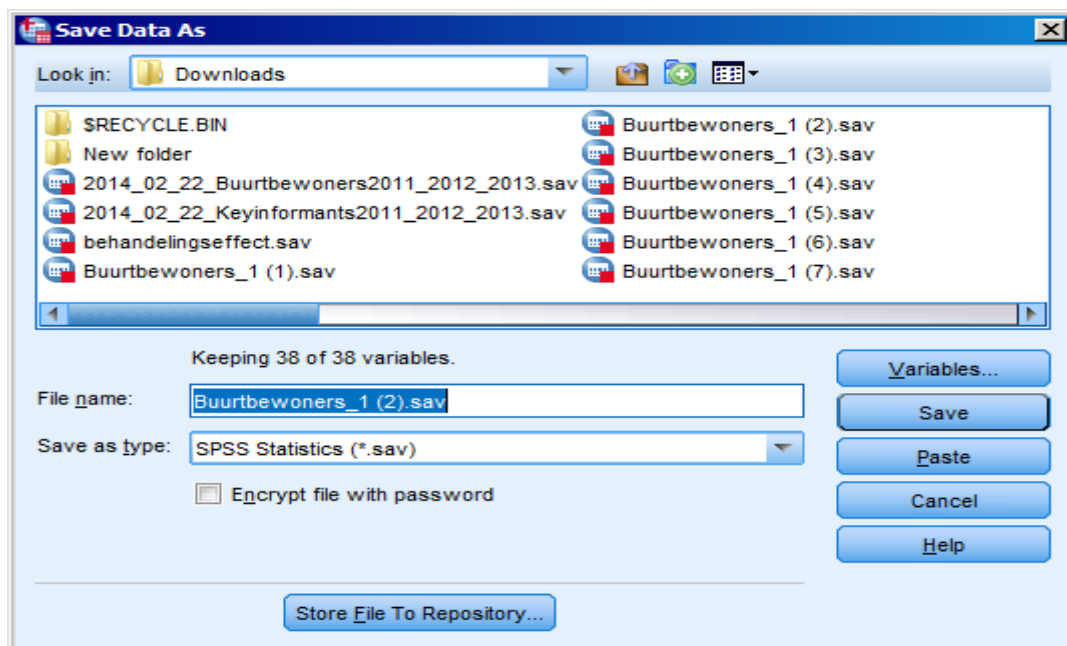 Save Data As
Look in: Downloads
$RECYCLE.BIN
New folder
2014_02_22_Buurtbewoners2011_2012_2013.sav
2014_02_22_Keyinformants2011_2012_2013.sav
behandelingseffect.sav
Buurtbewoners_1 (1).sav
Buurtbewoners_1 (2).sav
Buurtbewoners_1 (3).sav
Buurtbewoners_1 (4).sav
Buurtbewoners_1 (5).sav
Buurtbewoners_1 (6).sav
Buurtbewoners_1 (7).sav
Keeping 38 of 38 variables.
File name: Buurtbewoners_1 (2).sav
Save as type: SPSS Statistics (*.sav)
Encrypt file with password
Variables...
Save
Paste
Cancel
Help
Store File To Repository...